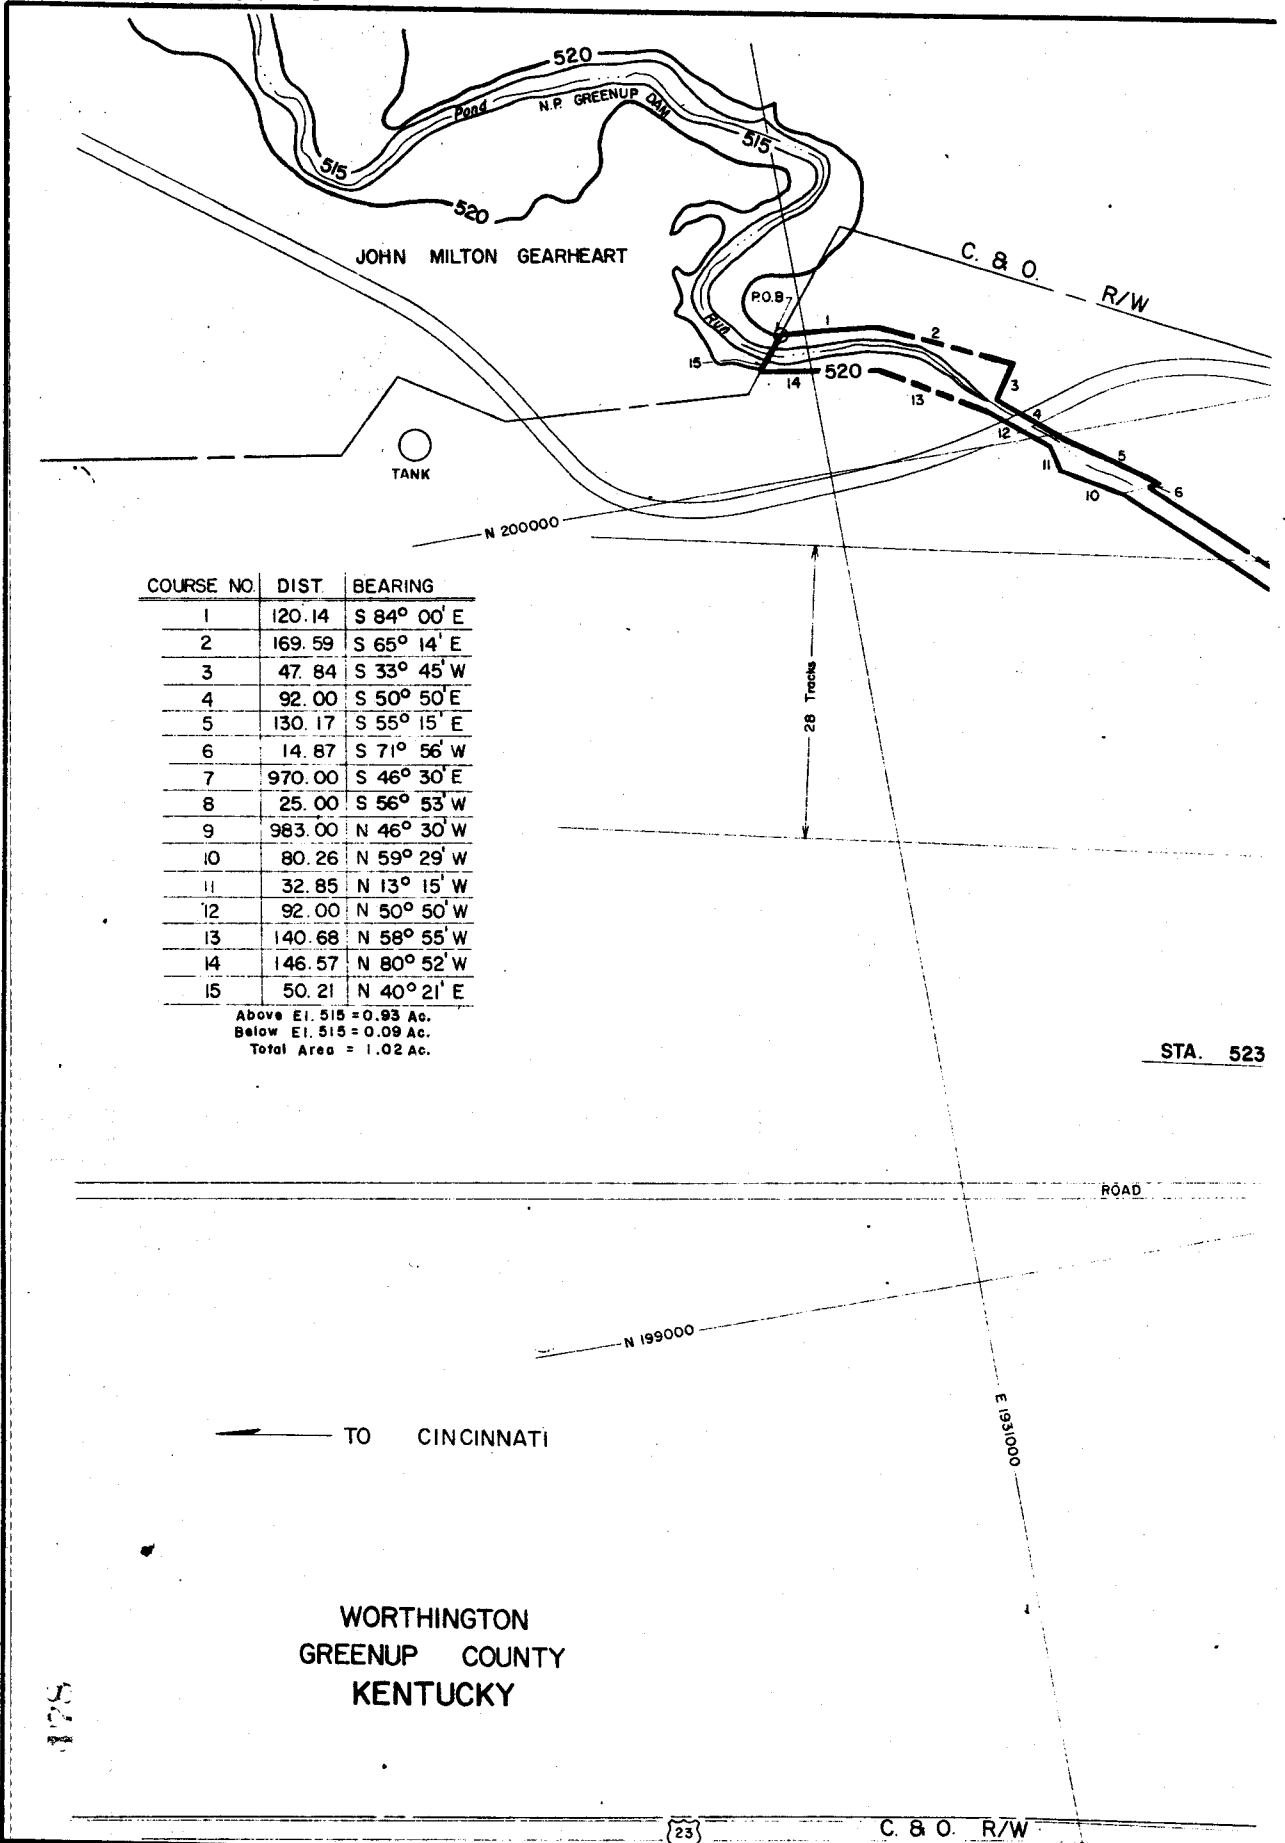 520
Pond
N.P. GREENUP DAM
515
515
520
JOHN MILTON GEARHEART
C. & O. R/W
P.O.B.
Run
1
2
3
4
5
6
15
14
520
13
12
11
10
TANK
N 200000
COURSE NO. DIST. BEARING
1 120.14 S 84° 00' E
2 169.59 S 65° 14' E
3 47.84 S 33° 45' W
4 92.00 S 50° 50' E
5 130.17 S 55° 15' E
6 14.87 S 71° 56' W
7 970.00 S 46° 30' E
8 25.00 S 56° 53' W
9 983.00 N 46° 30' W
10 80.26 N 59° 29' W
11 32.85 N 13° 15' W
12 92.00 N 50° 50' W
13 140.68 N 58° 55' W
14 146.57 N 80° 52' W
15 50.21 N 40° 21' E
Above El. 515 = 0.93 Ac.
Below El. 515 = 0.09 Ac.
Total Area = 1.02 Ac.
28 Tracks
STA. 523
ROAD
N 199000
E 1931000
TO CINCINNATI
WORTHINGTON
GREENUP COUNTY
KENTUCKY
23
C. & O. R/W